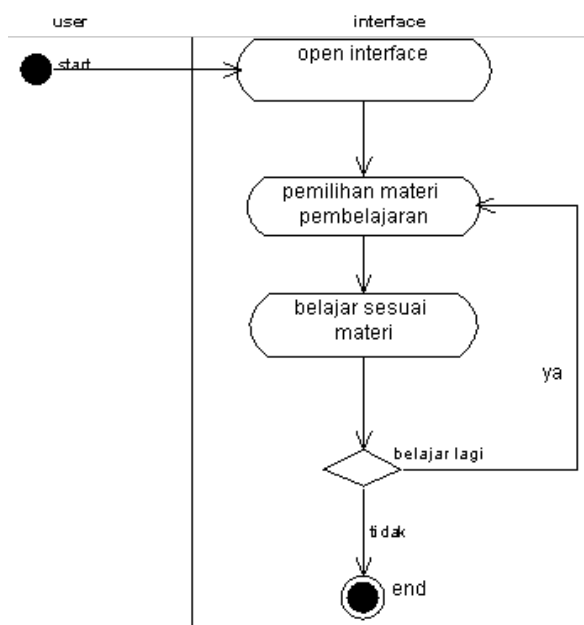 user
interface
start
open interface
pemilihan materi
pembelajaran
belajar sesuai
materi
ya
belajar lagi
tidak
end